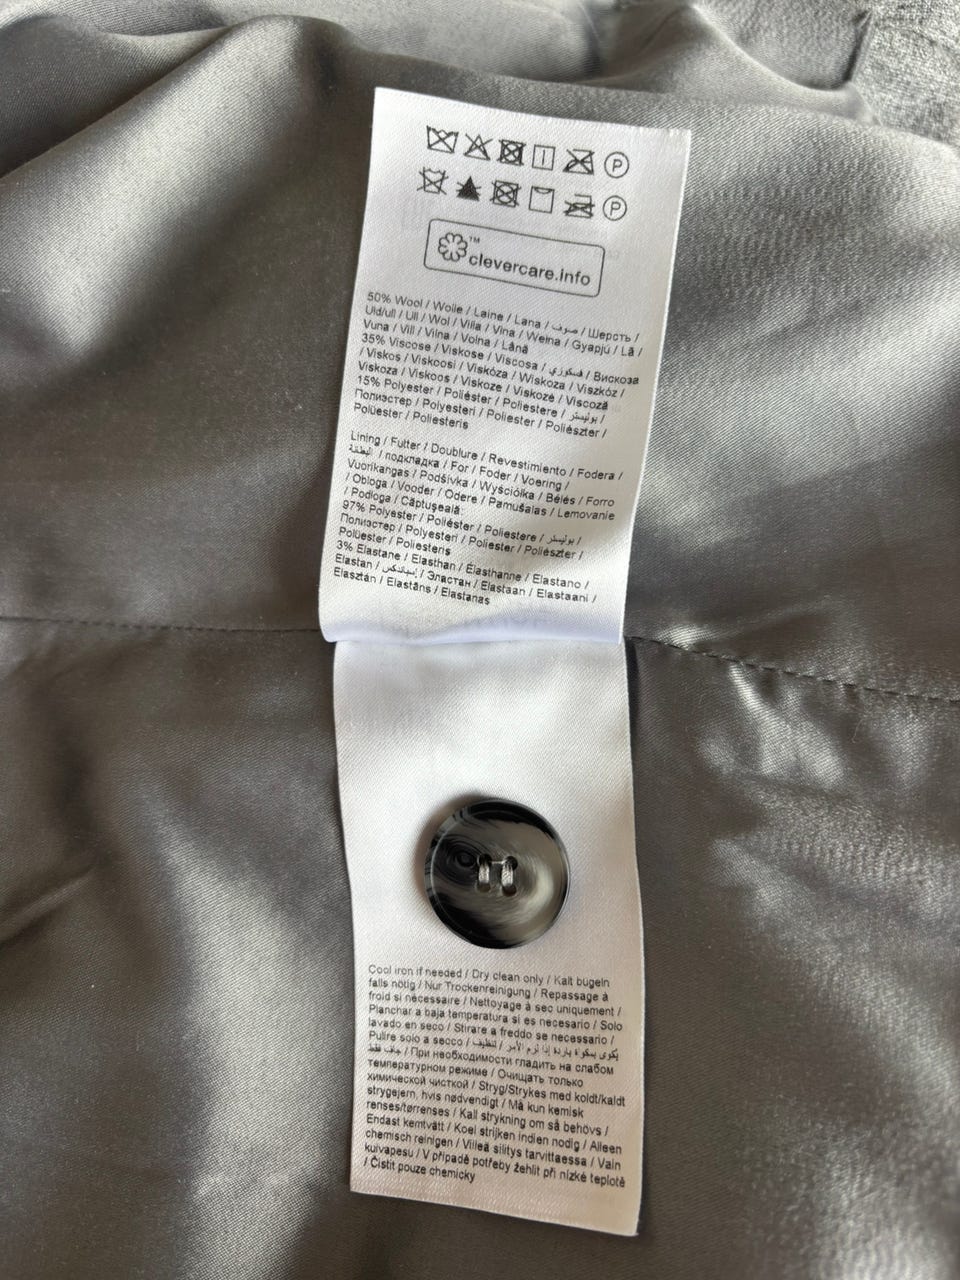 P
P
™
clevercare.info
50% Wool / Wolle / Laine / Lana / صوف / Шерсть /
Uld/ull / Ull / Wol / Villa / Vlna / Wełna / Gyapjú / Lã /
Vuna / Vill / Vilna / Volna / Lână
35% Viscose / Viskose / Viscosa / فسكوزي / Вискоза
/ Viskos / Viskoosi / Viskóza / Wiskoza / Viszkóz /
Viskoza / Viskoos / Viskoze / Viskozė / Viscoză
15% Polyester / Poliéster / Poliestere / بوليستر /
Полиэстер / Polyesteri / Poliester / Poliészter /
Polüester / Poliesteris
Lining / Futter / Doublure / Revestimiento / Fodera /
البطانة / подкладка / For / Foder / Voering /
Vuorikangas / Podšívka / Wyściółka / Bélés / Forro
/ Obloga / Vooder / Odere / Pamušalas / Lemovanie
/ Podloga / Căptuşeală:
97% Polyester / Poliéster / Poliestere / بوليستر /
Полиэстер / Polyesteri / Poliester / Poliészter /
Polüester / Poliesteris
3% Elastane / Elasthan / Élasthanne / Elastano /
Elastan / إسباندكس / Эластан / Elastaan / Elastaani /
Elasztán / Elastāns / Elastanas
Cool iron if needed / Dry clean only / Kalt bügeln
falls nötig / Nur Trockenreinigung / Repassage à
froid si nécessaire / Nettoyage à sec uniquement /
Planchar a baja temperatura si es necesario / Solo
lavado en seco / Stirare a freddo se necessario /
Pulire solo a secco / يُكوى بمكواة باردة إذا لزم الأمر / تنظيف
جاف فقط / При необходимости гладить на слабом
температурном режиме / Очищать только
химической чисткой / Stryg/Strykes med koldt/kaldt
strygejern, hvis nødvendigt / Må kun kemisk
renses/tørrenses / Kall strykning om så behövs /
Endast kemtvätt / Koel strijken indien nodig / Alleen
chemisch reinigen / Villeä silitys tarvittaessa / Vain
kuivapesu / V případě potřeby žehlit při nízké teplotě
/ Čistit pouze chemicky